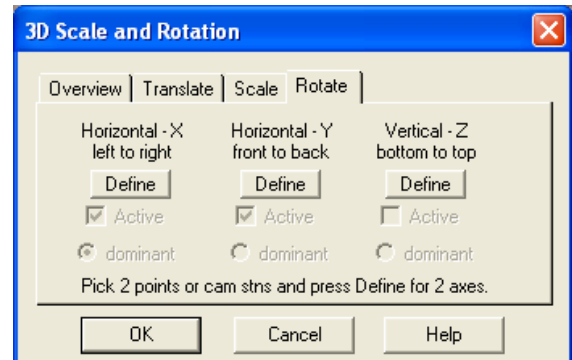 3D Scale and Rotation
Overview Translate Scale Rotate
Horizontal - X Horizontal - Y Vertical - Z
left to right front to back bottom to top
Define Define Define
Active Active Active
dominant dominant dominant
Pick 2 points or cam stns and press Define for 2 axes.
OK Cancel Help